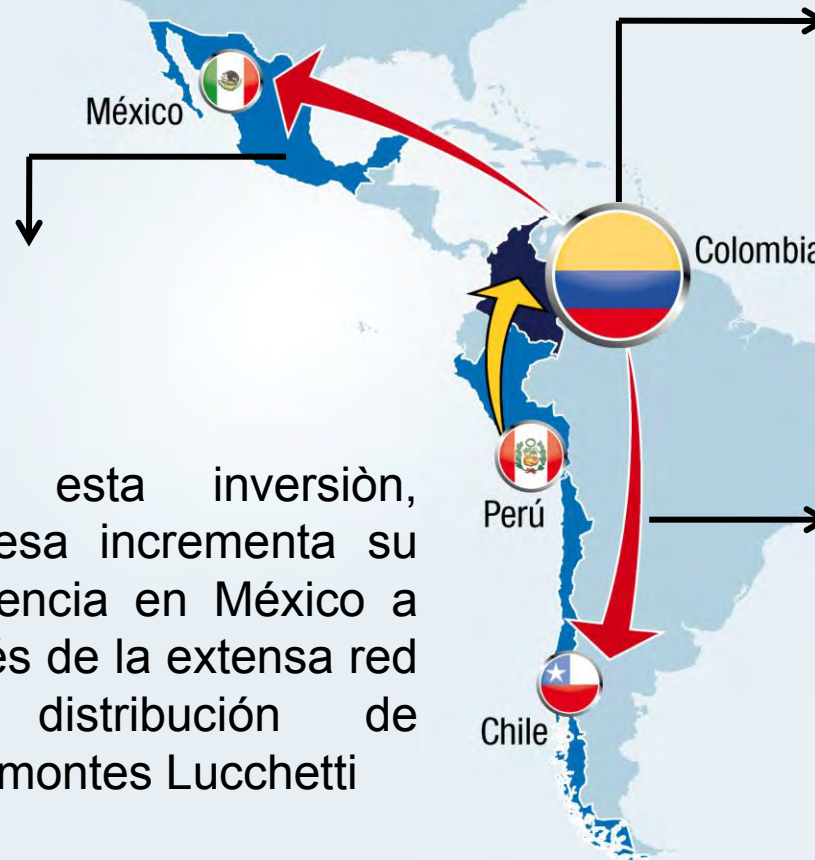 México
Colombia
esta inversiòn,
esa incrementa su
encia en México a
és de la extensa red
distribución de
montes Lucchetti
Perú
Chile